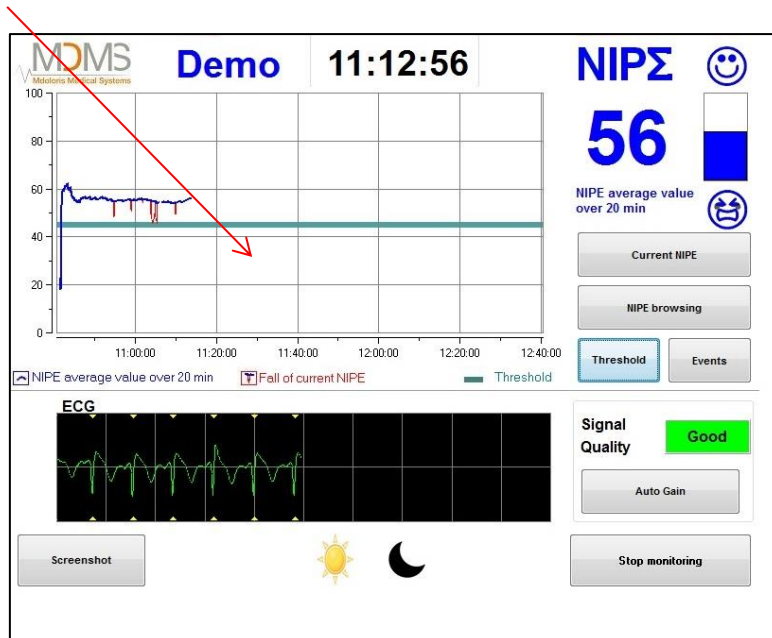 MDMS
Mdoloris Medical Systems
Demo
11:12:56
NIPΣ
100
80
60
40
20
0
11:00:00 11:20:00 11:40:00 12:00:00 12:20:00 12:40:00
NIPE average value over 20 min
Fall of current NIPE
Threshold
56
NIPE average value
over 20 min
Current NIPE
NIPE browsing
Threshold
Events
ECG
Signal
Quality
Good
Auto Gain
Screenshot
Stop monitoring